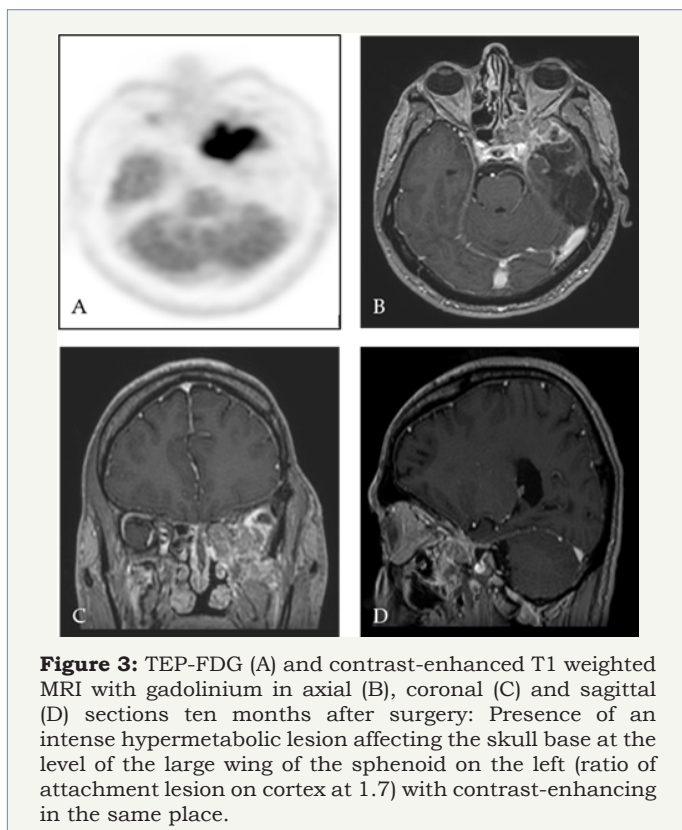 A
B
C
D
Figure 3: TEP-FDG (A) and contrast-enhanced T1 weighted
MRI with gadolinium in axial (B), coronal (C) and sagittal
(D) sections ten months after surgery: Presence of an
intense hypermetabolic lesion affecting the skull base at the
level of the large wing of the sphenoid on the left (ratio of
attachment lesion on cortex at 1.7) with contrast-enhancing
in the same place.